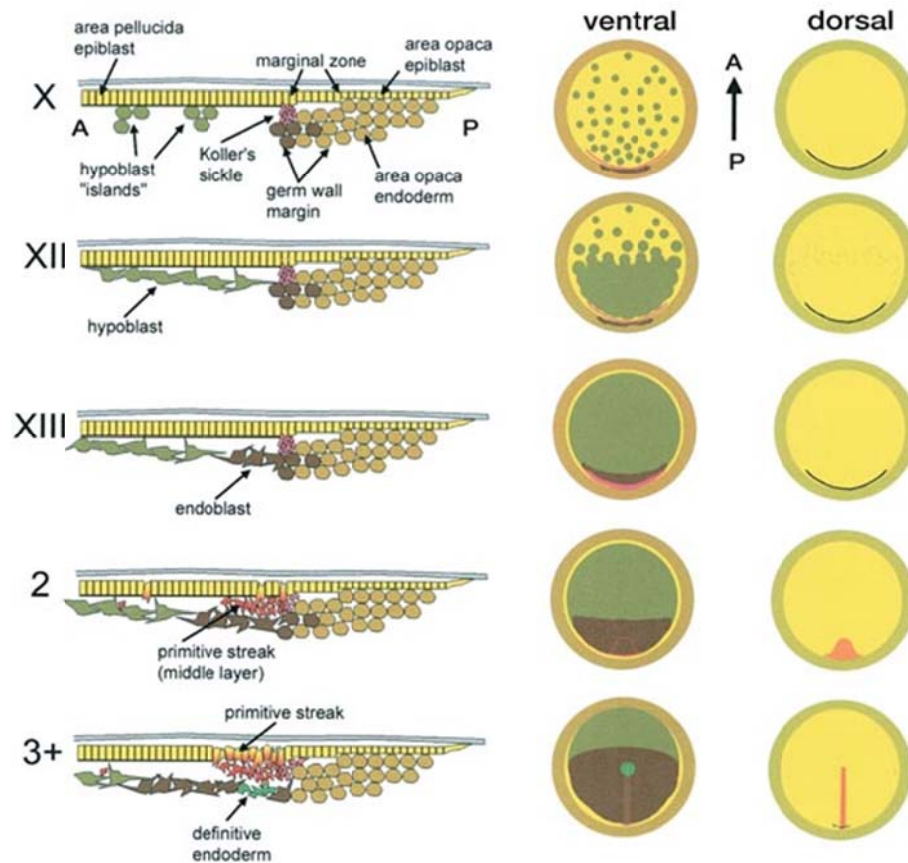 area pellucida
epiblast
marginal zone
area opaca
epiblast
X
A
P
hypoblast
"islands"
Koller's
sickle
germ wall
margin
area opaca
endoderm
ventral
dorsal
A
P
XII
hypoblast
XIII
endoblast
2
primitive streak
(middle layer)
3+
primitive streak
definitive
endoderm